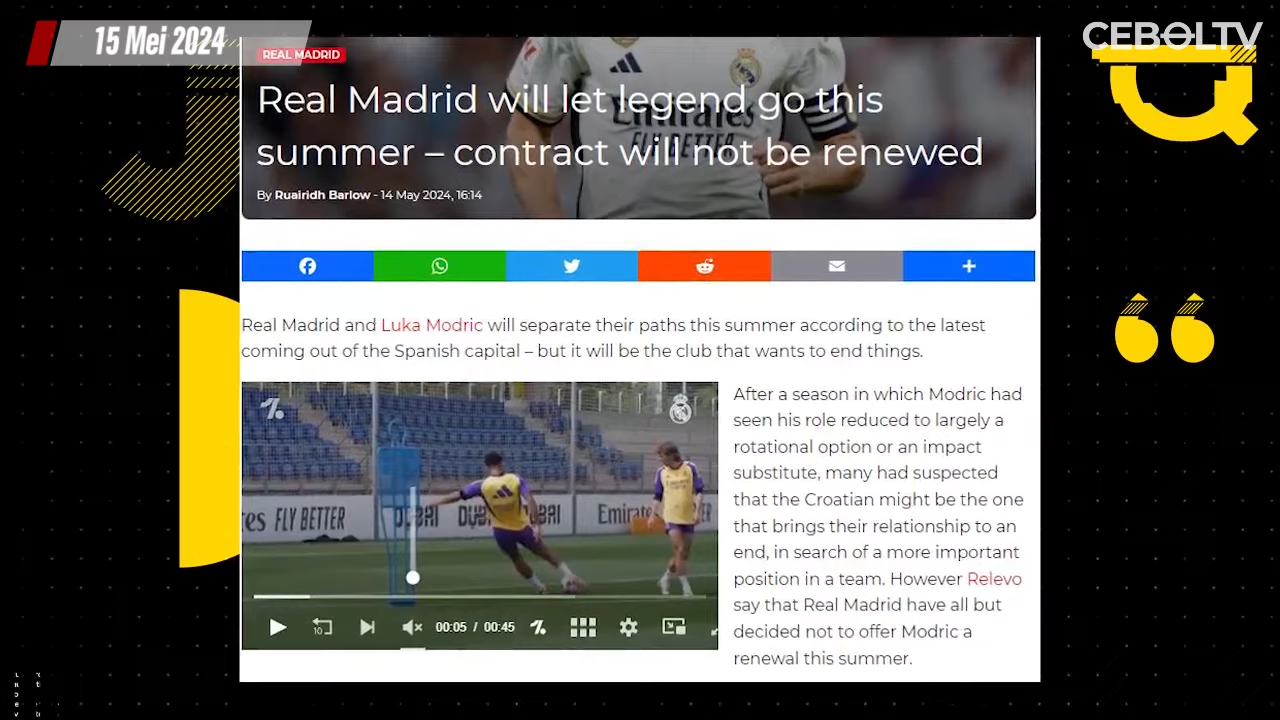 15 Mei 2024
CEBOLTV
REAL MADRID
Real Madrid will let legend go this
summer – contract will not be renewed
Emirates
FLY BETTER
By Ruairidh Barlow - 14 May 2024, 16:14
Real Madrid and Luka Modric will separate their paths this summer according to the latest
coming out of the Spanish capital – but it will be the club that wants to end things.
After a season in which Modric had
seen his role reduced to largely a
rotational option or an impact
substitute, many had suspected
that the Croatian might be the one
that brings their relationship to an
end, in search of a more important
position in a team. However Relevo
say that Real Madrid have all but
decided not to offer Modric a
renewal this summer.
FLY BETTER
10
00:05 / 00:45